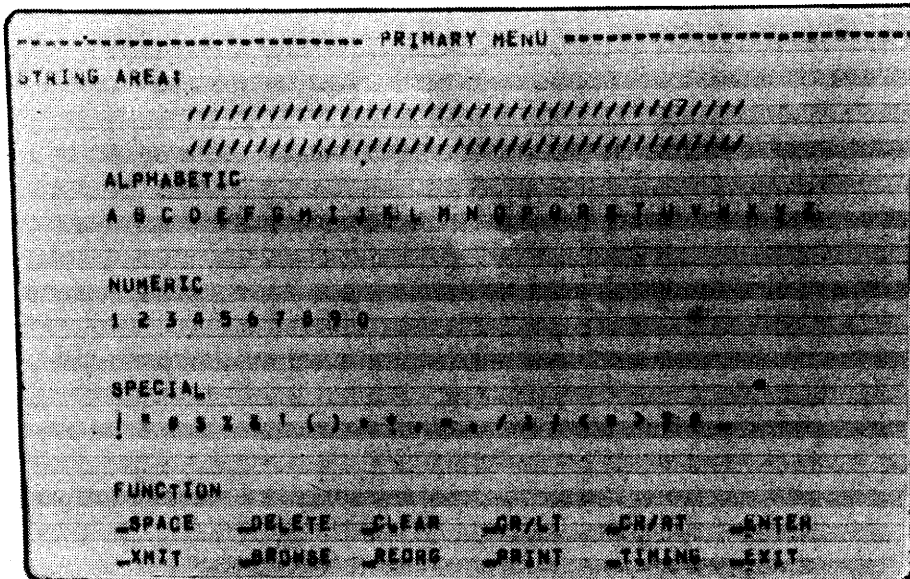 PRIMARY MENU
STRING AREA:
ALPHABETIC
A B C D E F G H I J K L M N O P Q R S T U V W X Y Z
NUMERIC
1 2 3 4 5 6 7 8 9 0
SPECIAL
! " # $ % & ' ( )
FUNCTION
_SPACE _DELETE _CLEAR _CR/LT _CR/RT _ENTER
_XMIT _BROWSE _REORG _PRINT _TIMING _EXIT